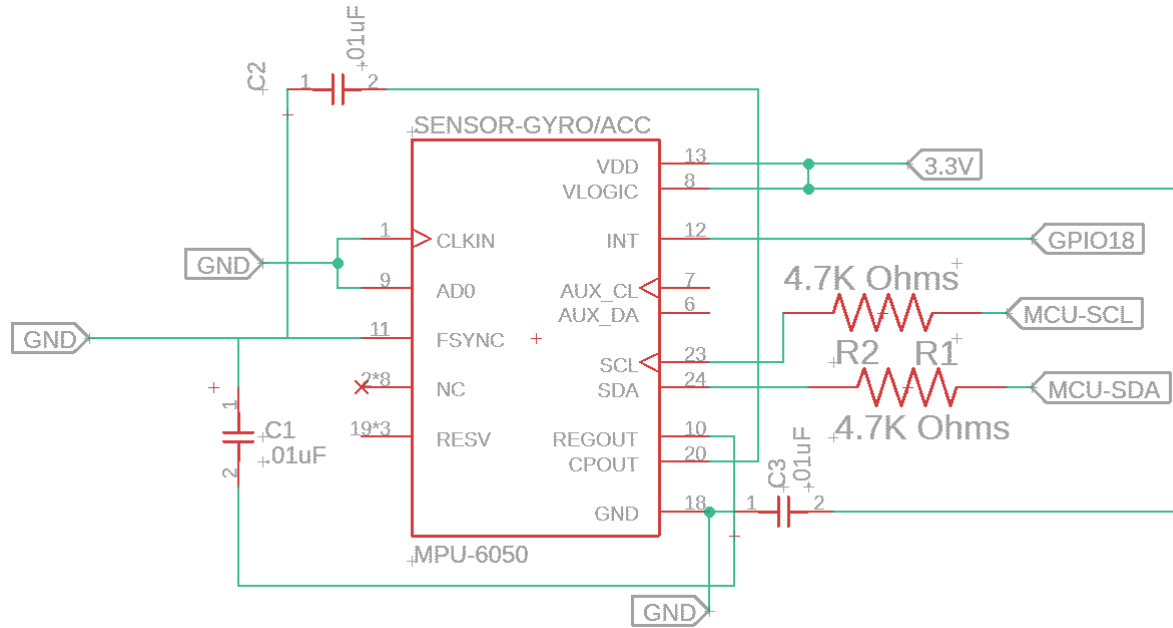 .01uF
C2
1
2
SENSOR-GYRO/ACC
VDD
13
3.3V
VLOGIC
8
1
CLKIN
INT
12
GPIO18
GND
9
AD0
AUX_CL
7
4.7K Ohms
AUX_DA
6
MCU-SCL
GND
11
FSYNC
SCL
23
R2
R1
2*8
NC
SDA
24
MCU-SDA
1
C1
.01uF
2
19*3
RESV
REGOUT
10
4.7K Ohms
CPOUT
20
C3
.01uF
GND
18
1
2
MPU-6050
GND